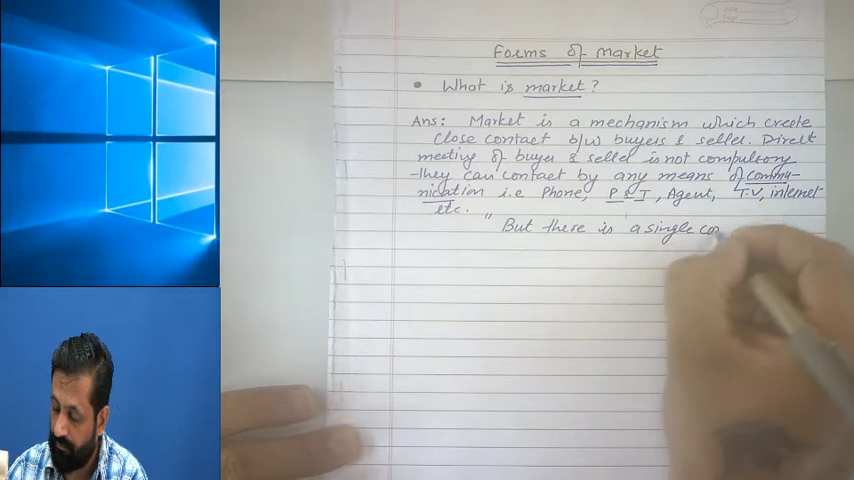 Forms of Market
• What is market?
Ans: Market is a mechanism which create
close contact b/w buyers & seller. Direct
meeting of buyer & seller is not compulsory
they can contact by any means of commu-
nication i.e Phone, P & T, Agent, T.V, internet
etc.
" But there is a single co